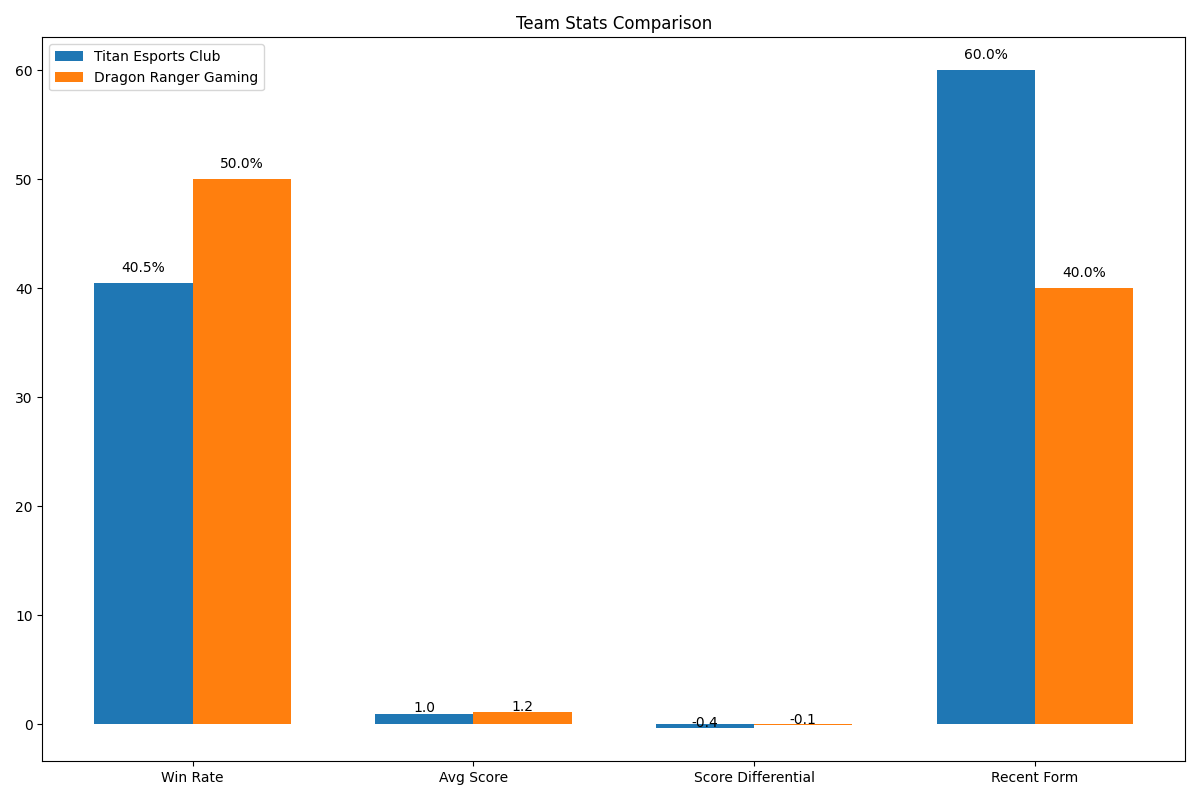 Team Stats Comparison
Titan Esports Club
Dragon Ranger Gaming
60
50
40
30
20
10
0
40.5%
50.0%
1.0
1.2
-0.4
-0.1
60.0%
40.0%
Win Rate
Avg Score
Score Differential
Recent Form